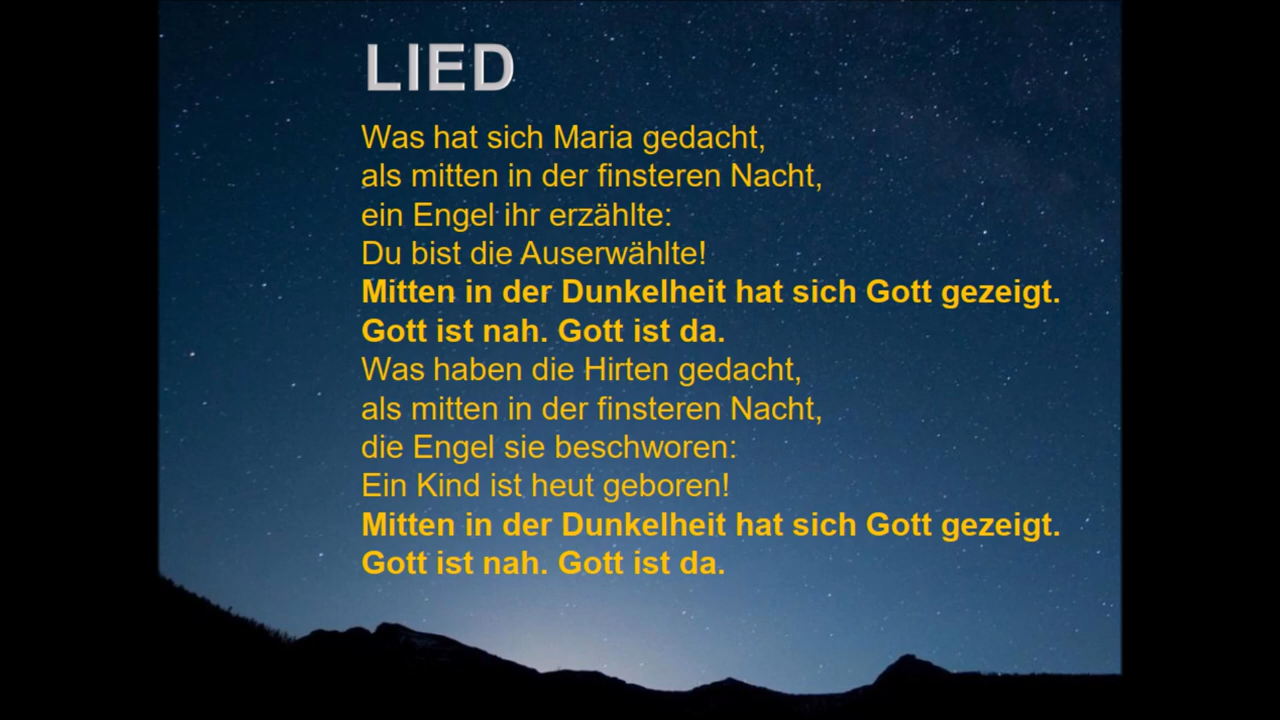 LIED
Was hat sich Maria gedacht,
als mitten in der finsteren Nacht,
ein Engel ihr erzählte:
Du bist die Auserwählte!
Mitten in der Dunkelheit hat sich Gott gezeigt.
Gott ist nah. Gott ist da.
Was haben die Hirten gedacht,
als mitten in der finsteren Nacht,
die Engel sie beschworen:
Ein Kind ist heut geboren!
Mitten in der Dunkelheit hat sich Gott gezeigt.
Gott ist nah. Gott ist da.